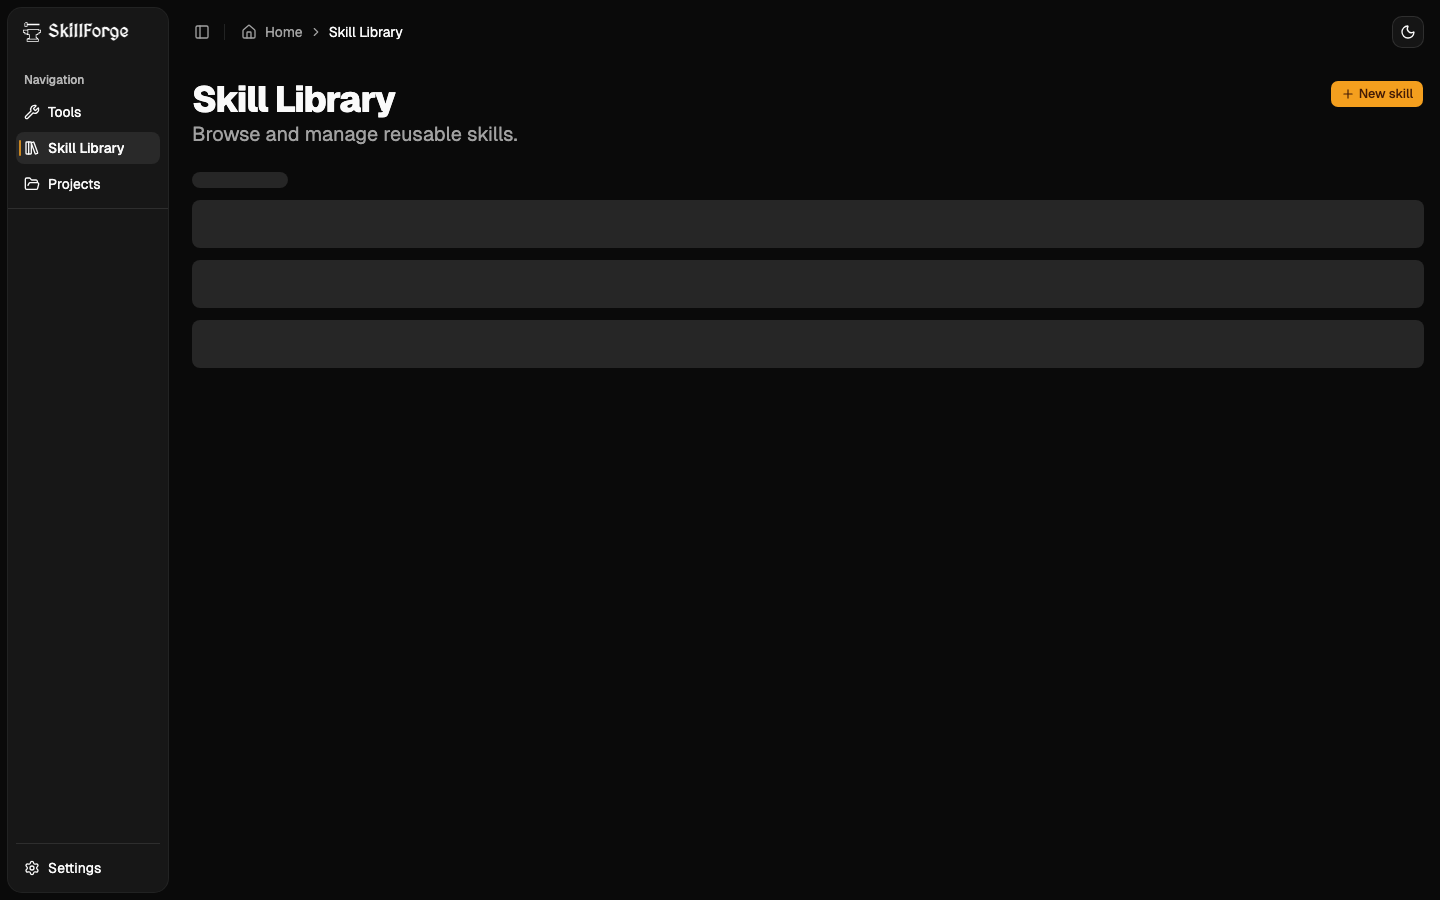 SkillForge
Home
Skill Library
Navigation
Tools
Skill Library
Projects
Skill Library
New skill
Browse and manage reusable skills.
Settings